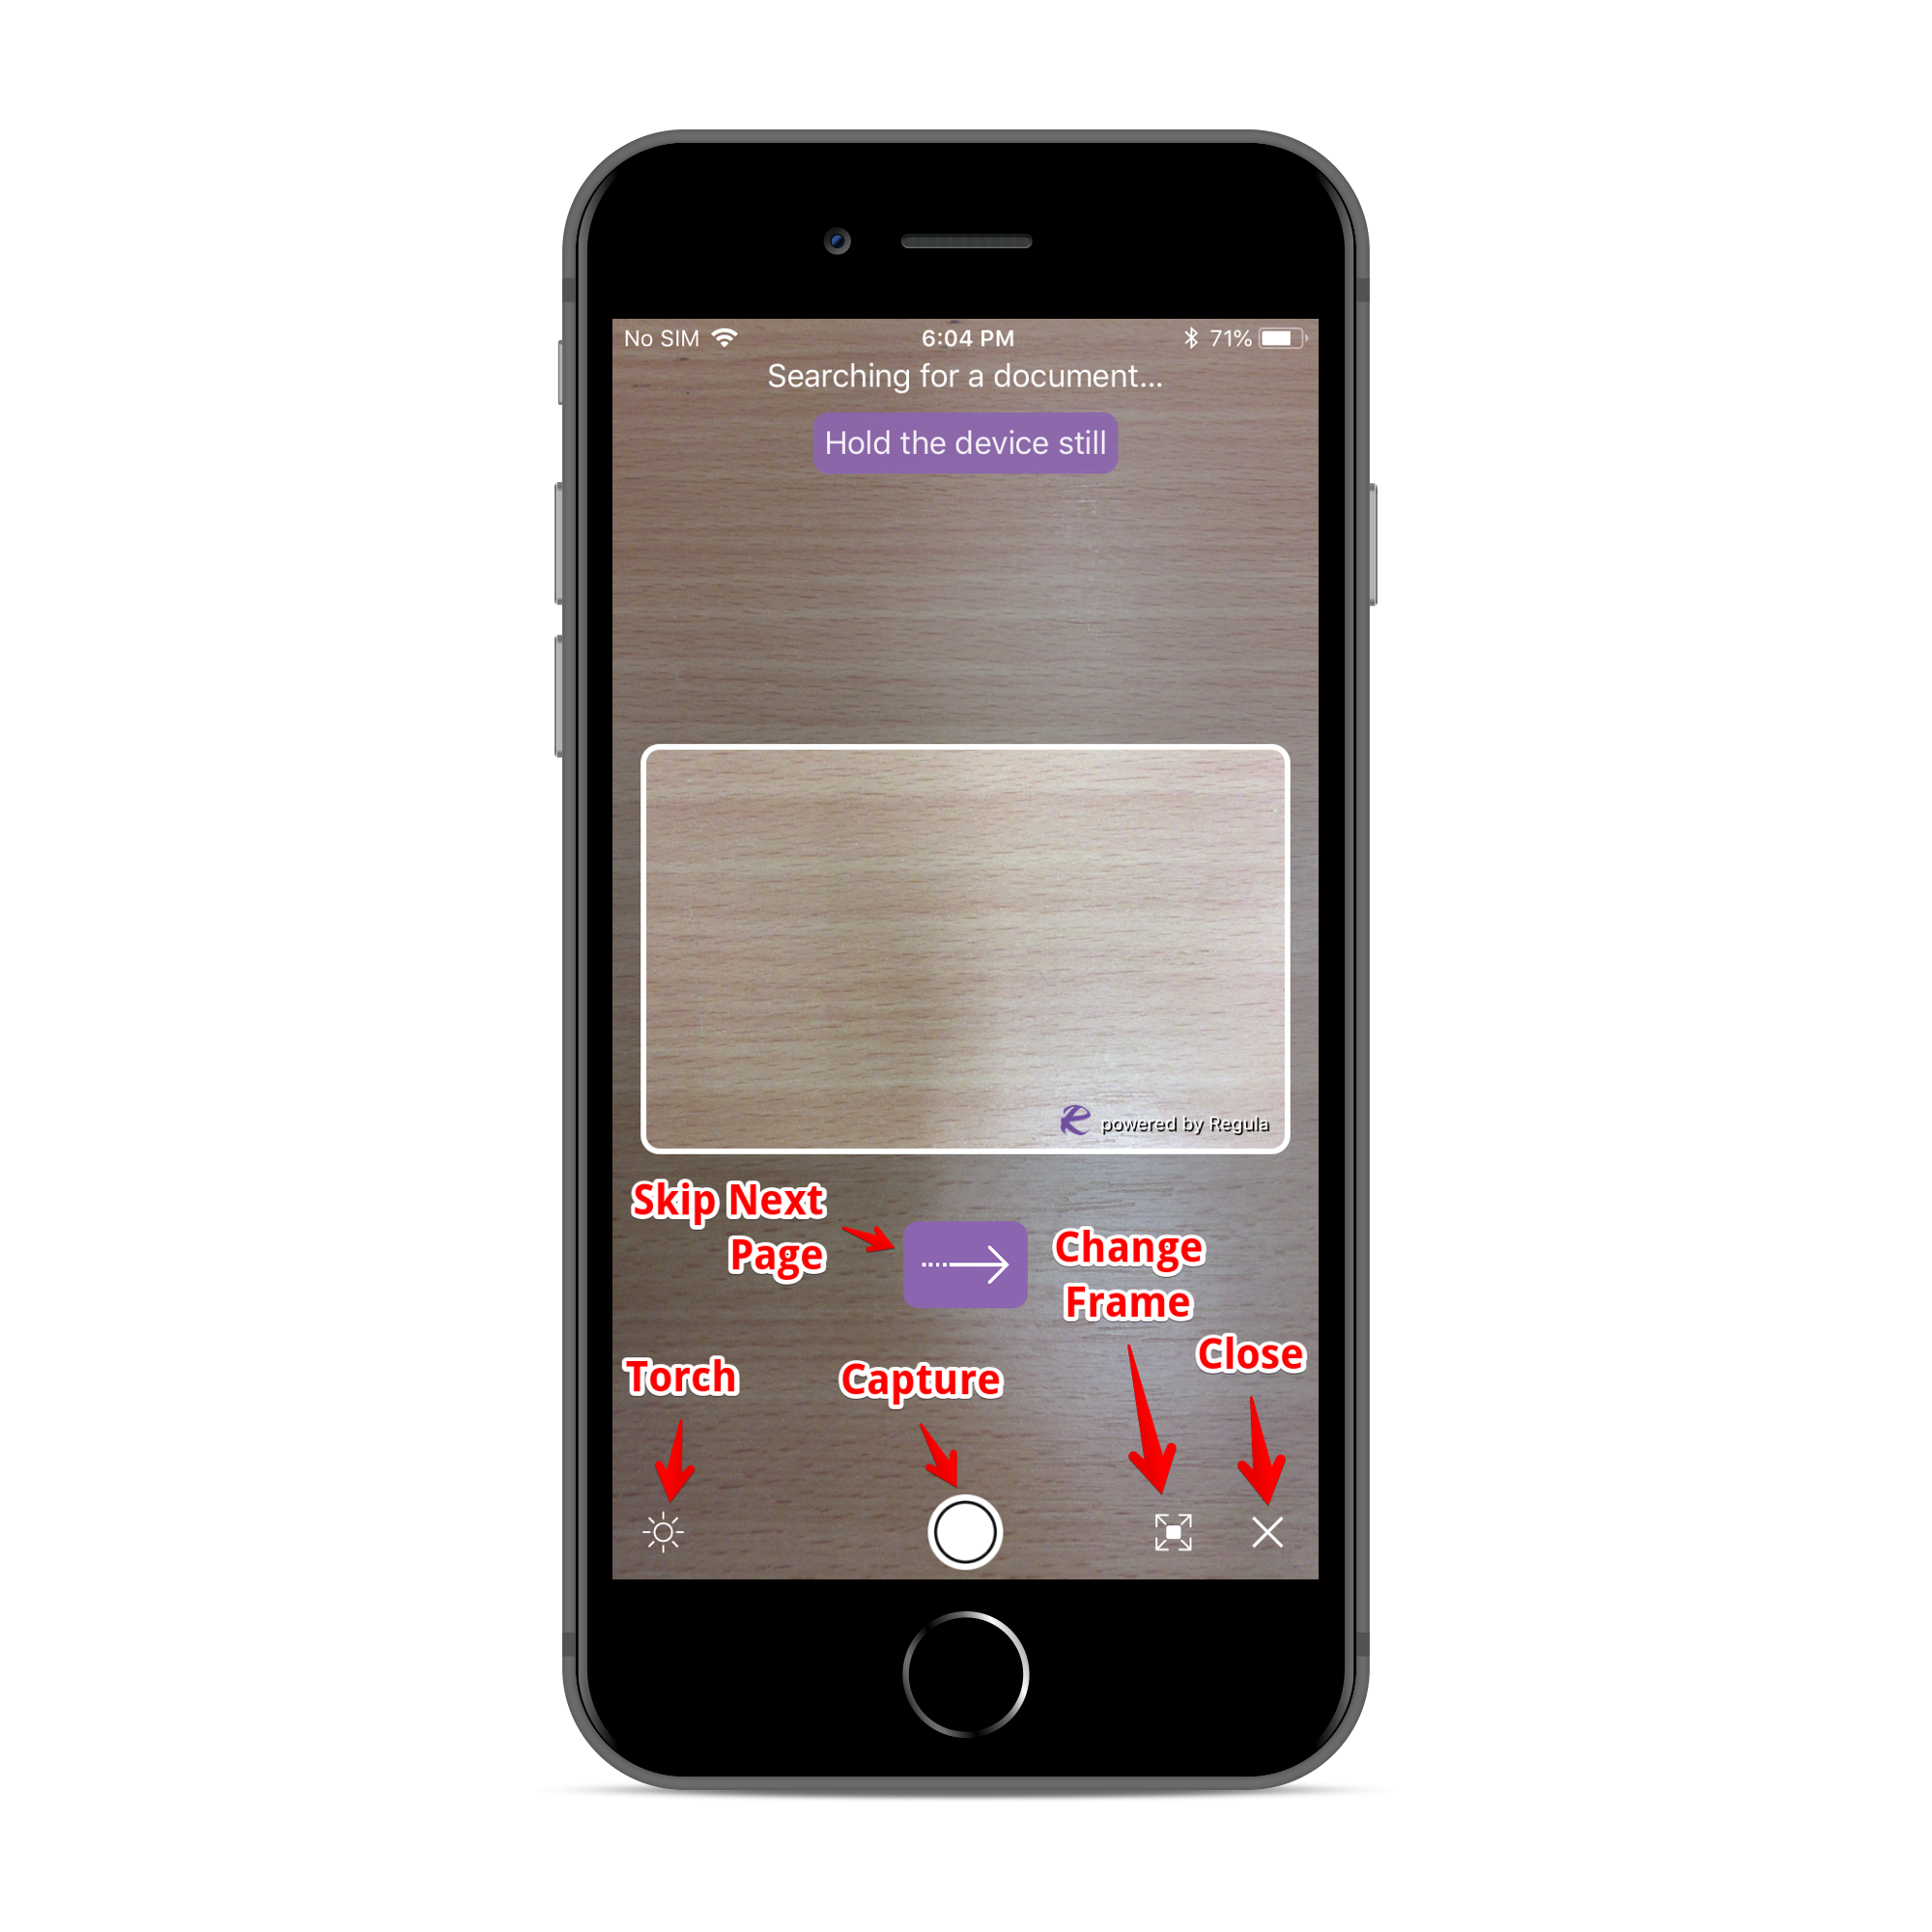 No SIM 6:04 PM 71%
Searching for a document...
Hold the device still
powered by Regula
Skip Next
Page
Change
Frame
Close
Torch
Capture